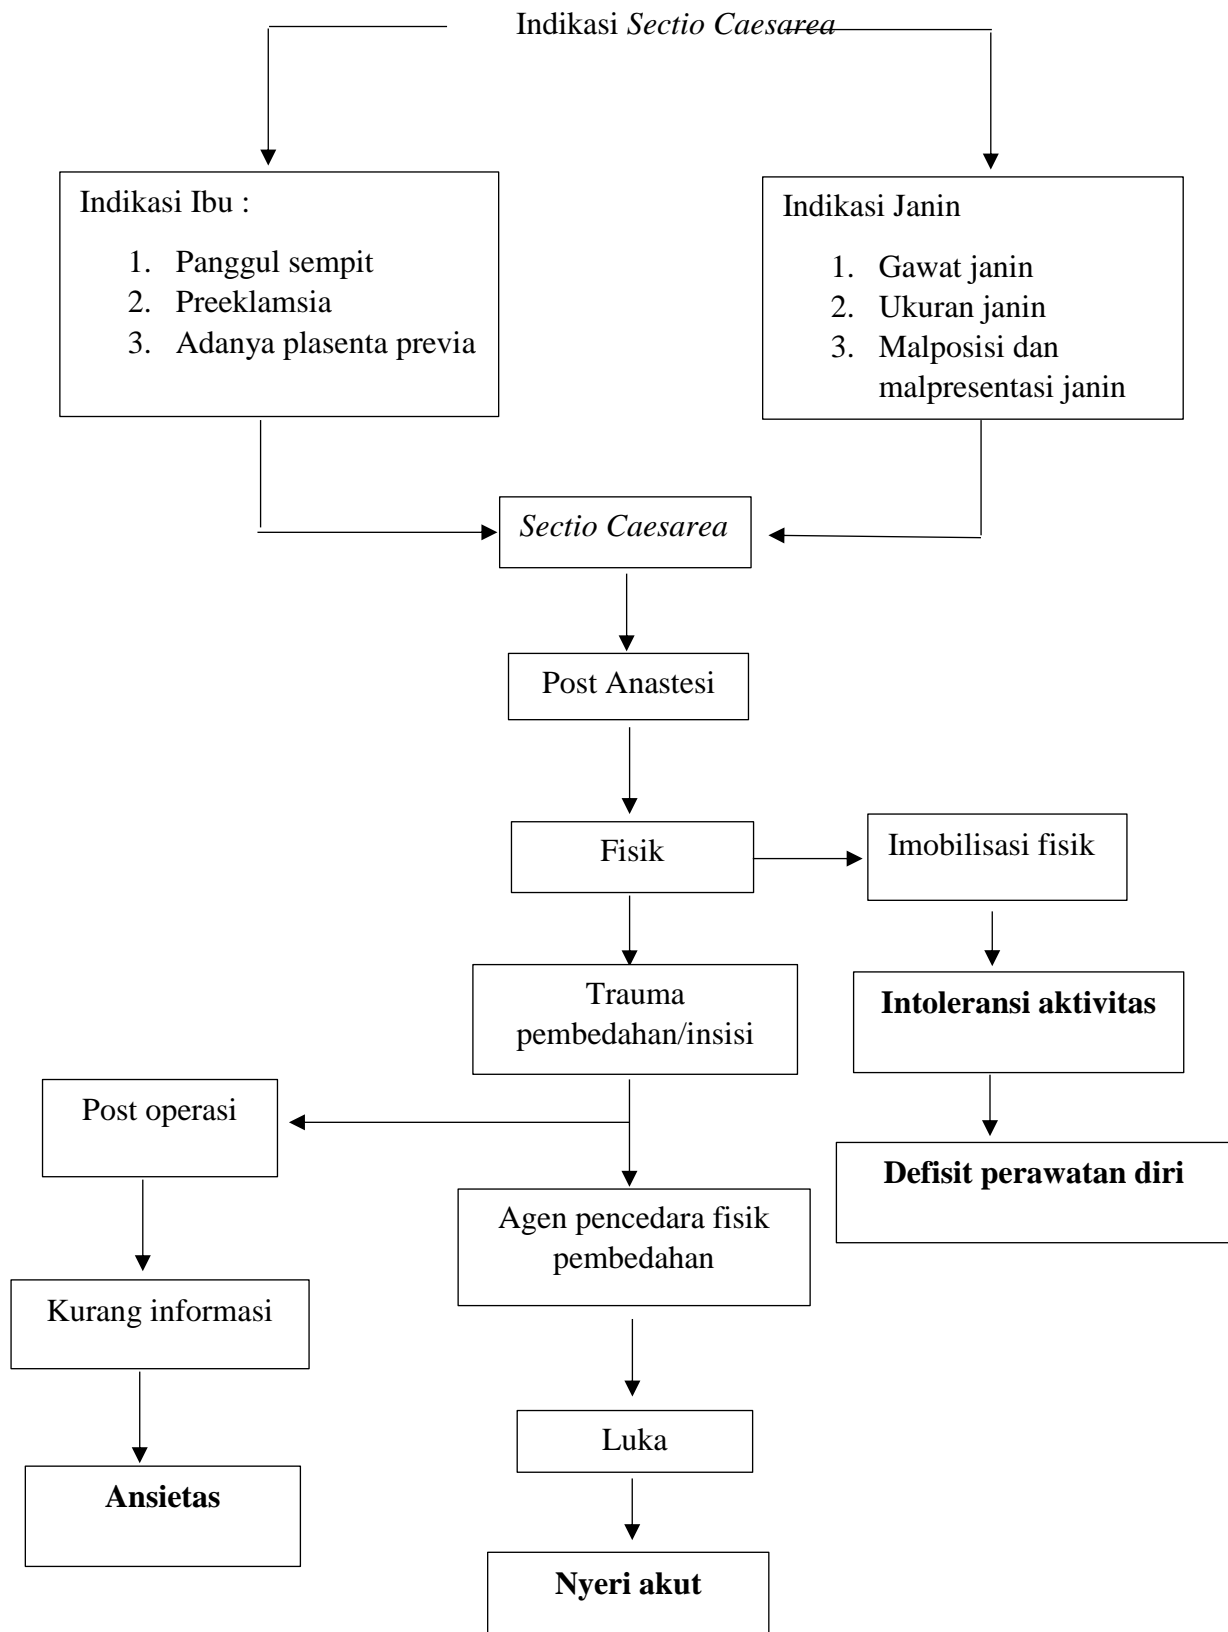 Indikasi Sectio Caesarea
Indikasi Ibu :
1. Panggul sempit
2. Preeklamsia
3. Adanya plasenta previa
Indikasi Janin
1. Gawat janin
2. Ukuran janin
3. Malposisi dan
malpresentasi janin
Sectio Caesarea
Post Anastesi
Fisik
Imobilisasi fisik
Trauma
pembedahan/insisi
Intoleransi aktivitas
Post operasi
Defisit perawatan diri
Agen pencedara fisik
pembedahan
Kurang informasi
Luka
Ansietas
Nyeri akut